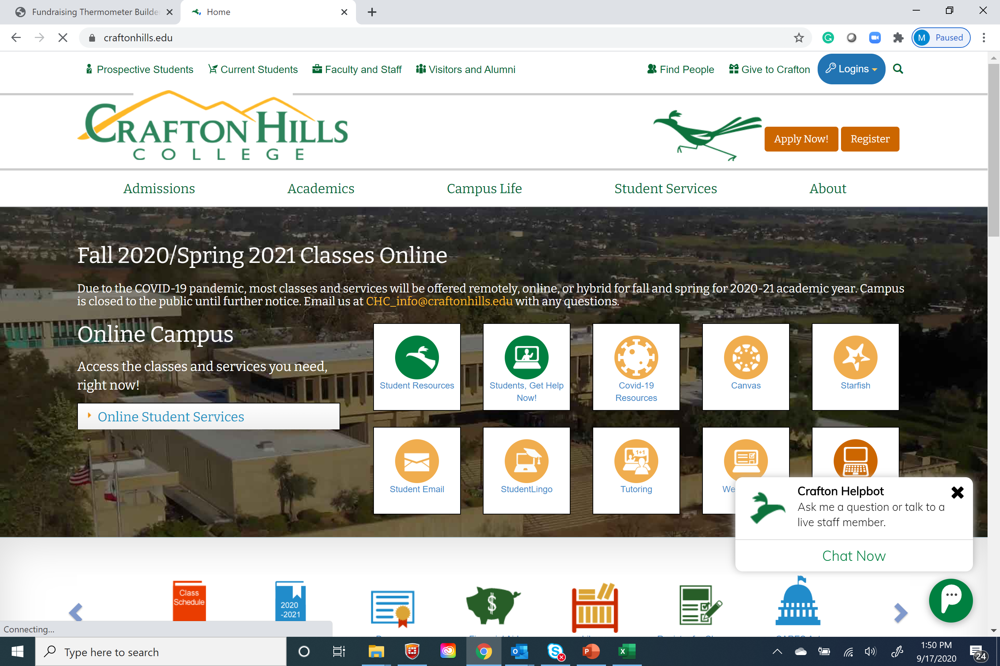 Fundraising Thermometer Builde
Home
craftonhills.edu
M Paused
Prospective Students Current Students Faculty and Staff Visitors and Alumni Find People Give to Crafton Logins
CRAFTON HILLS
COLLEGE
Apply Now! Register
Admissions Academics Campus Life Student Services About
Fall 2020/Spring 2021 Classes Online
Due to the COVID-19 pandemic, most classes and services will be offered remotely, online, or hybrid for fall and spring for 2020-21 academic year. Campus
is closed to the public until further notice. Email us at CHC_info@craftonhills.edu with any questions.
Online Campus
Access the classes and services you need,
right now!
Online Student Services
Student Resources
Students, Get Help
Now!
Covid-19
Resources
Canvas
Starfish
Student Email
StudentLingo
1+1
Tutoring
We
Crafton Helpbot
Ask me a question or talk to a
live staff member.
Chat Now
Class
Schedule
2020
-2021
$
Connecting...
Type here to search
1:50 PM
9/17/2020
24